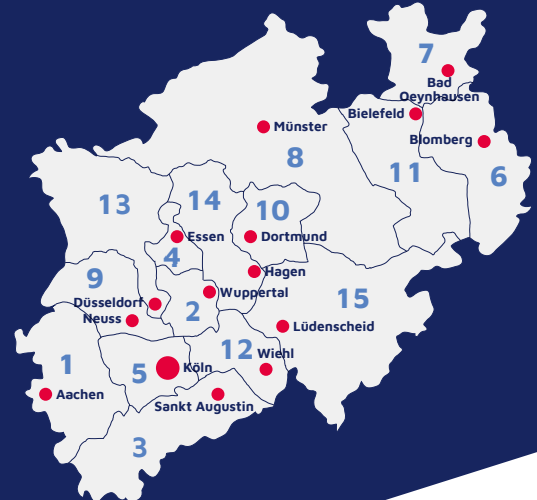 7
Bad
Oeynhausen
Bielefeld
Münster
Blomberg
8
11
6
14
13
10
Essen
Dortmund
4
Hagen
9
Wuppertal
15
Düsseldorf
2
Neuss
Lüdenscheid
12
Wiehl
1
5
Köln
Aachen
Sankt Augustin
3